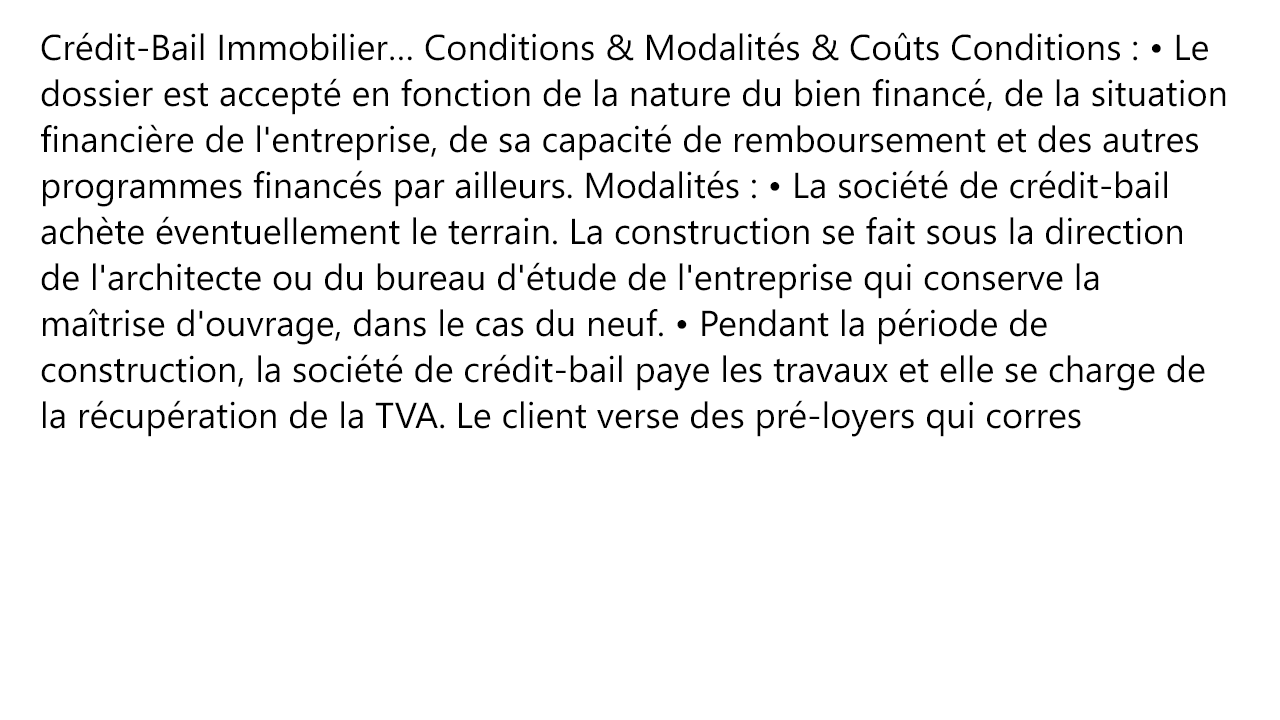 Crédit-Bail Immobilier... Conditions & Modalités & Coûts Conditions : • Le
dossier est accepté en fonction de la nature du bien financé, de la situation
financière de l'entreprise, de sa capacité de remboursement et des autres
programmes financés par ailleurs. Modalités : • La société de crédit-bail
achète éventuellement le terrain. La construction se fait sous la direction
de l'architecte ou du bureau d'étude de l'entreprise qui conserve la
maîtrise d'ouvrage, dans le cas du neuf. • Pendant la période de
construction, la société de crédit-bail paye les travaux et elle se charge de
la récupération de la TVA. Le client verse des pré-loyers qui corres